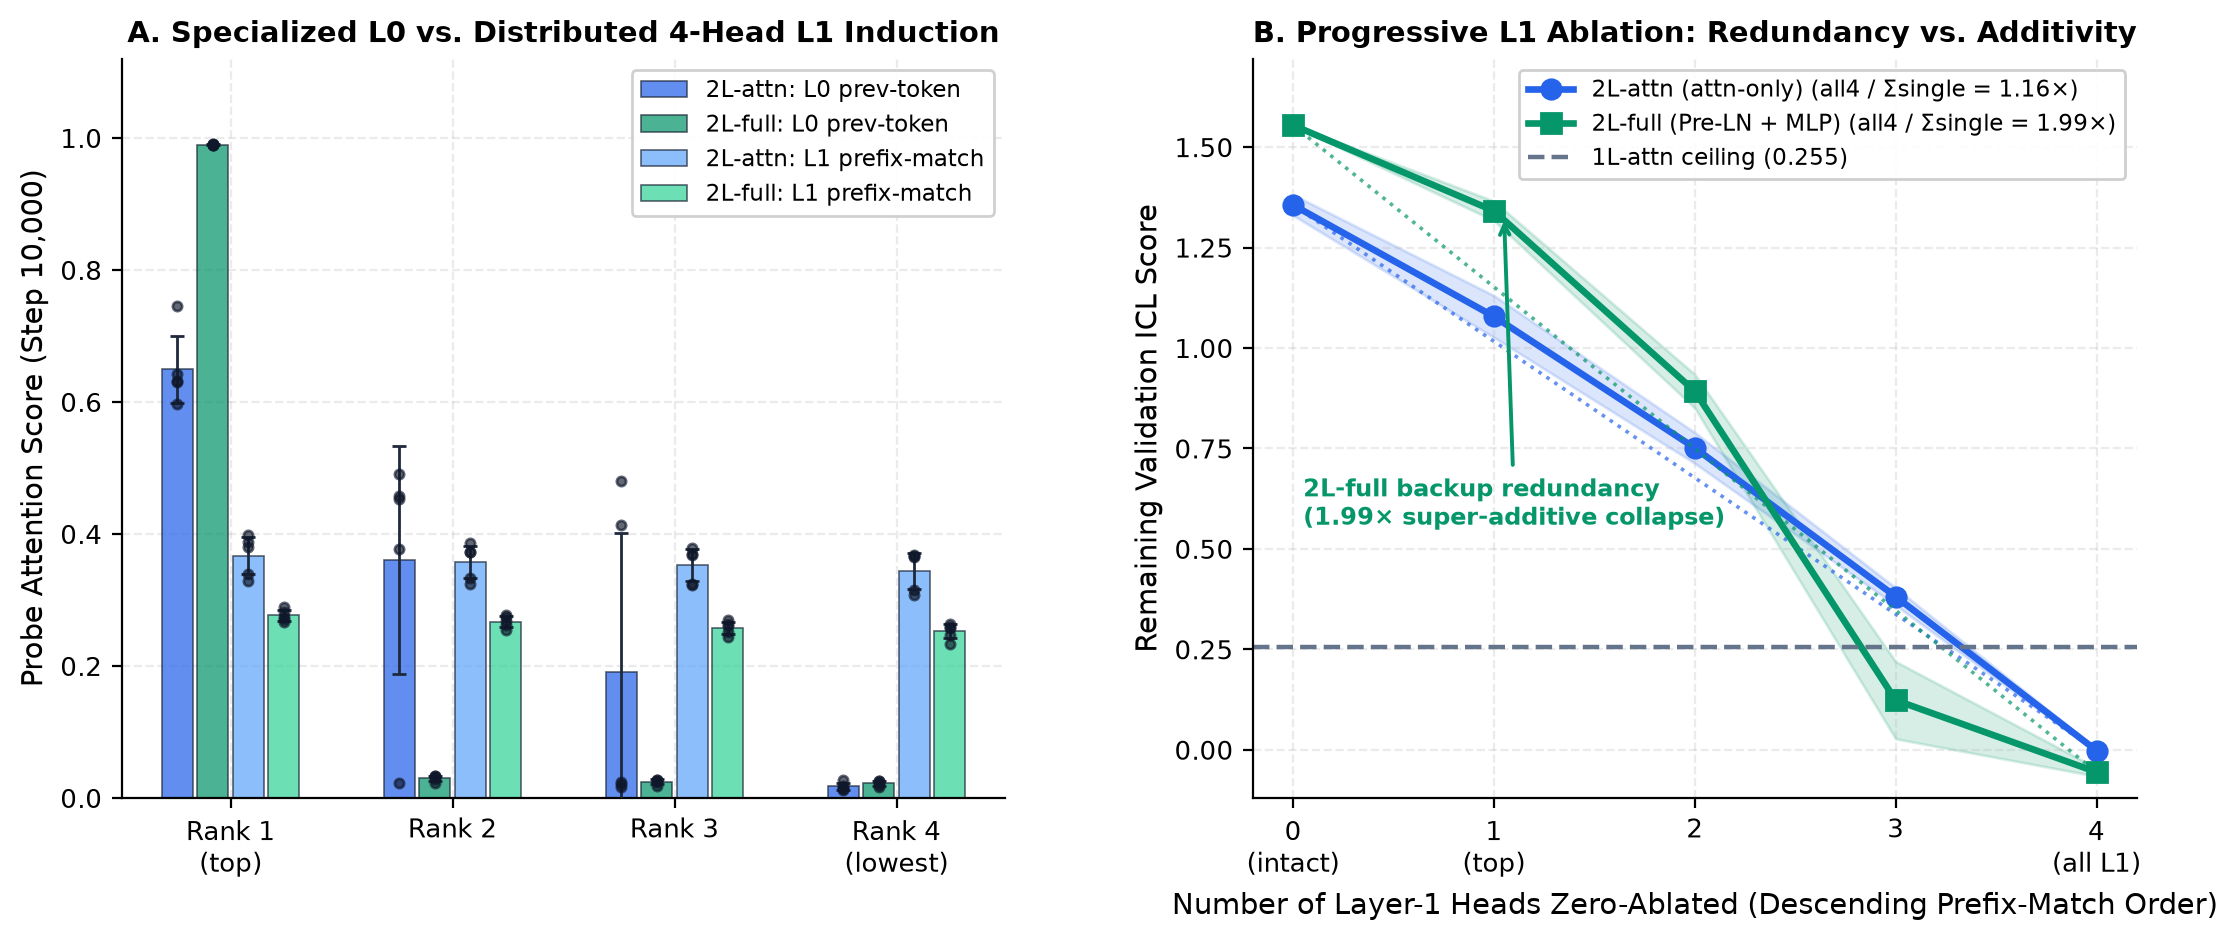 A. Specialized L0 vs. Distributed 4-Head L1 Induction
Probe Attention Score (Step 10,000)
1.0
0.8
0.6
0.4
0.2
0.0
2L-attn: L0 prev-token
2L-full: L0 prev-token
2L-attn: L1 prefix-match
2L-full: L1 prefix-match
Rank 1
(top)
Rank 2
Rank 3
Rank 4
(lowest)
B. Progressive L1 Ablation: Redundancy vs. Additivity
Remaining Validation ICL Score
1.50
1.25
1.00
0.75
0.50
0.25
0.00
2L-attn (attn-only) (all4 / Σsingle = 1.16×)
2L-full (Pre-LN + MLP) (all4 / Σsingle = 1.99×)
1L-attn ceiling (0.255)
2L-full backup redundancy
(1.99× super-additive collapse)
0
(intact)
1
(top)
2
3
4
(all L1)
Number of Layer-1 Heads Zero-Ablated (Descending Prefix-Match Order)